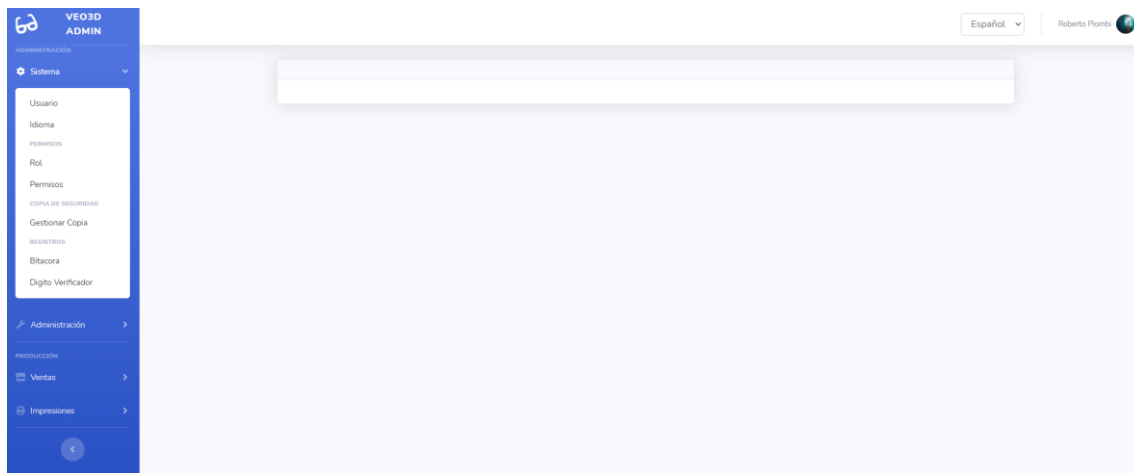 VEO3D
ADMIN
Español
Roberto Piombi
ADMINISTRACIÓN
Sistema
Usuario
Idioma
PERMISOS
Rol
Permisos
COPIA DE SEGURIDAD
Gestionar Copia
REGISTROS
Bitacora
Digito Verificador
Administración
PRODUCCIÓN
Ventas
Impresiones